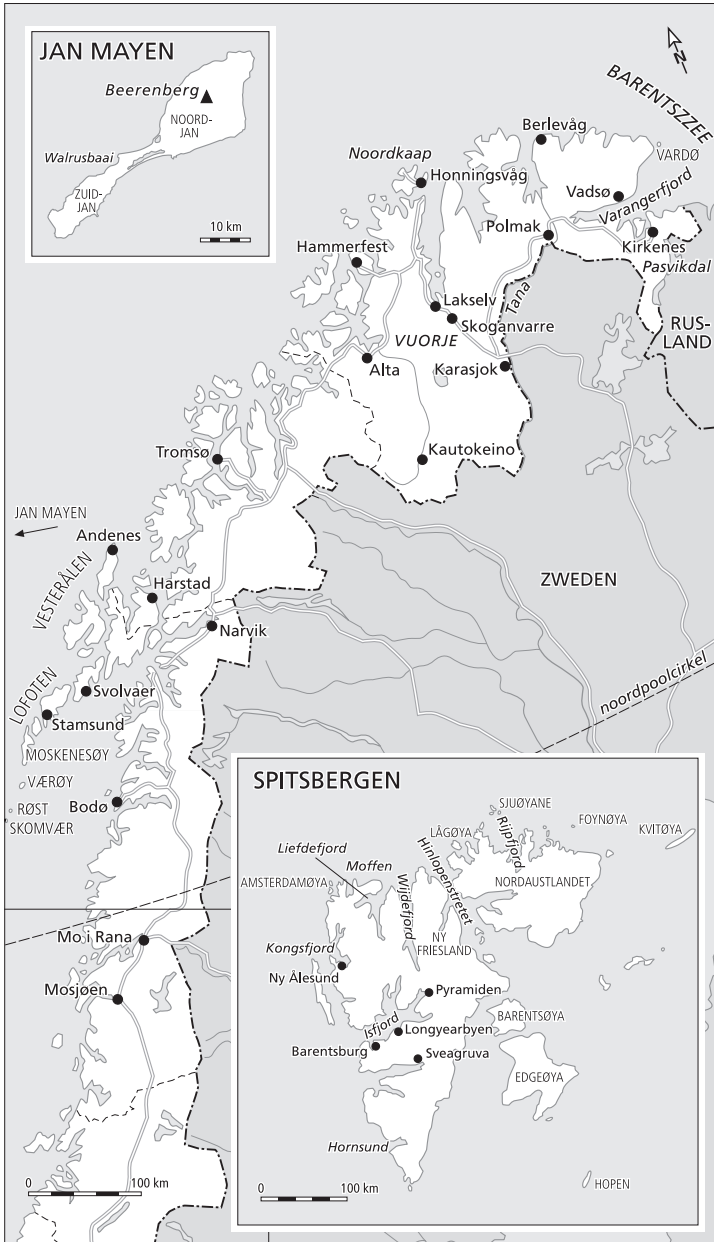 JAN MAYEN
Beerenberg
NOORD-
JAN
Walrusbaai
ZUID-
JAN
10 km
N
BARENTSZZEE
Berlevåg
VARDØ
Noordkaap
Honningsvåg
Vadsø
Varangerfjord
Polmak
Kirkenes
Hammerfest
Pasvikdal
Tana
Lakselv
Skoganvarre
RUS-
LAND
VUORJE
Alta
Karasjok
Tromsø
Kautokeino
JAN MAYEN
Andenes
VESTERÅLEN
Harstad
ZWEDEN
Narvik
noordpoolcirkel
LOFOTEN
Svolvaer
Stamsund
MOSKENESØY
VÆRØY
Bodø
RØST
SKOMVÆR
Mo i Rana
Mosjøen
0 100 km
SPITSBERGEN
SJUØYANE
FOYNØYA
KVITØYA
LÅGØYA
Rijpfjord
Liefdefjord
Moffen
Hinlopenstretet
AMSTERDAMØYA
Wijdefjord
NORDAUSTLANDET
NY
FRIESLAND
Kongsfjord
Ny Ålesund
Pyramiden
Isfjord
Longyearbyen
BARENTSØYA
Barentsburg
Sveagruva
EDGEØYA
Hornsund
HOPEN
0 100 km